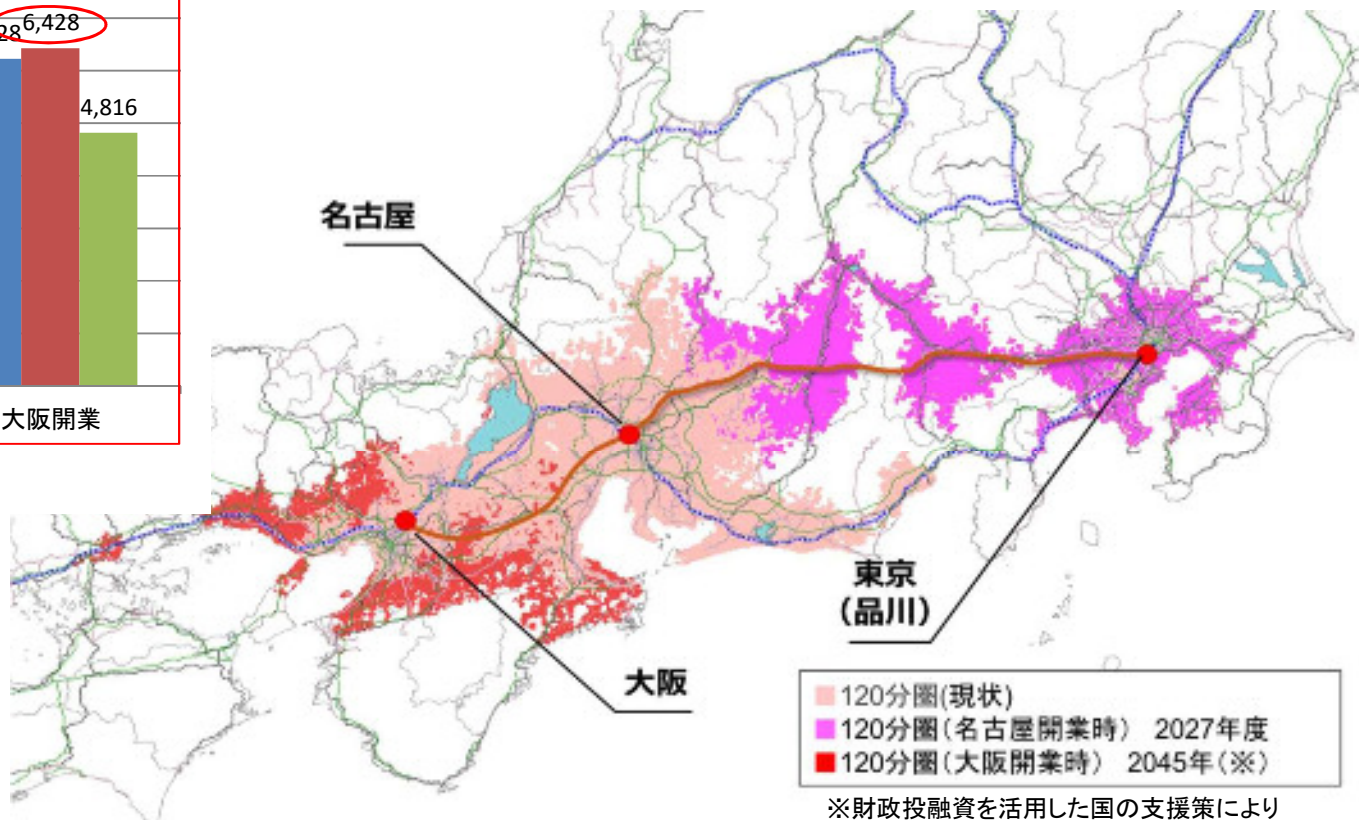 28
6,428
4,816
大阪開業
名古屋
東京
(品川)
大阪
120分圏(現状)
120分圏(名古屋開業時) 2027年度
120分圏(大阪開業時) 2045年(※)
※財政投融資を活用した国の支援策により